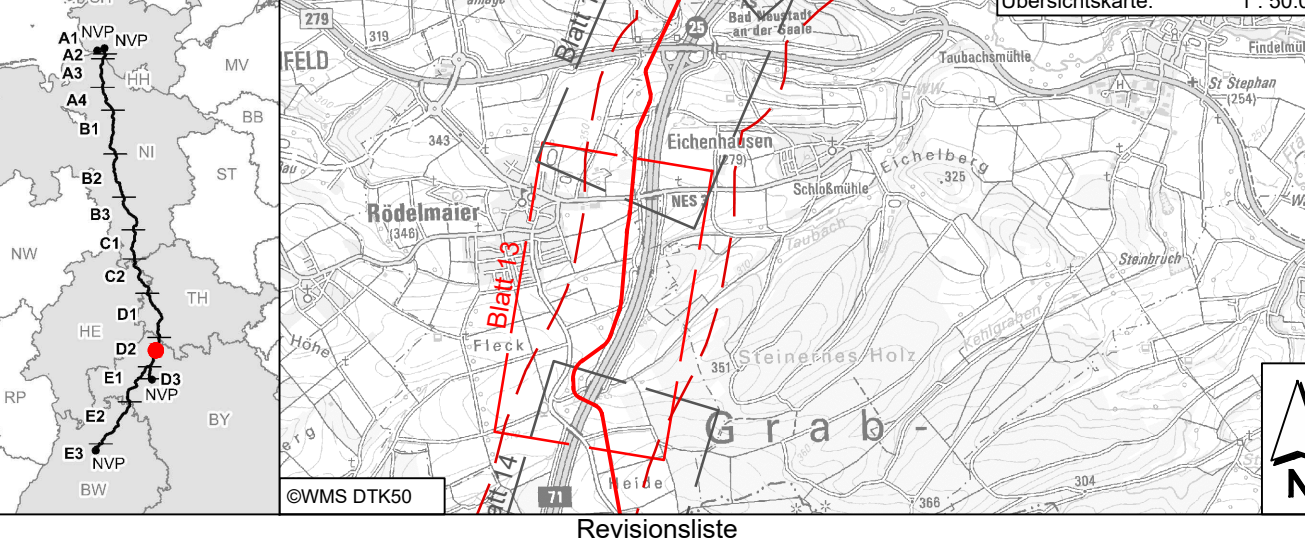 A1
NVP
NVP
A2
A3
HH
MV
A4
BB
B1
NI
ST
B2
B3
NW
C1
C2
TH
D1
HE
D2
E1
D3
NVP
RP
BY
E2
E3
NVP
BW
279
319
Blatt
25
Bad Neustadt
an der Saale
Übersichtskarte:
Taubachsmühle
St Stephan
(254)
H
WW
343
Eichenhausen
(279)
Eichelberg
325
Schloßmühle
Rödelmaier
(346)
NES 3
Taubach
Steinbruch
Blatt 13
Kehlgraben
Höhe
Fleck
351
Steinernes Holz
Grab-
Heide
71
366
304
©WMS DTK50
N
Revisionsliste